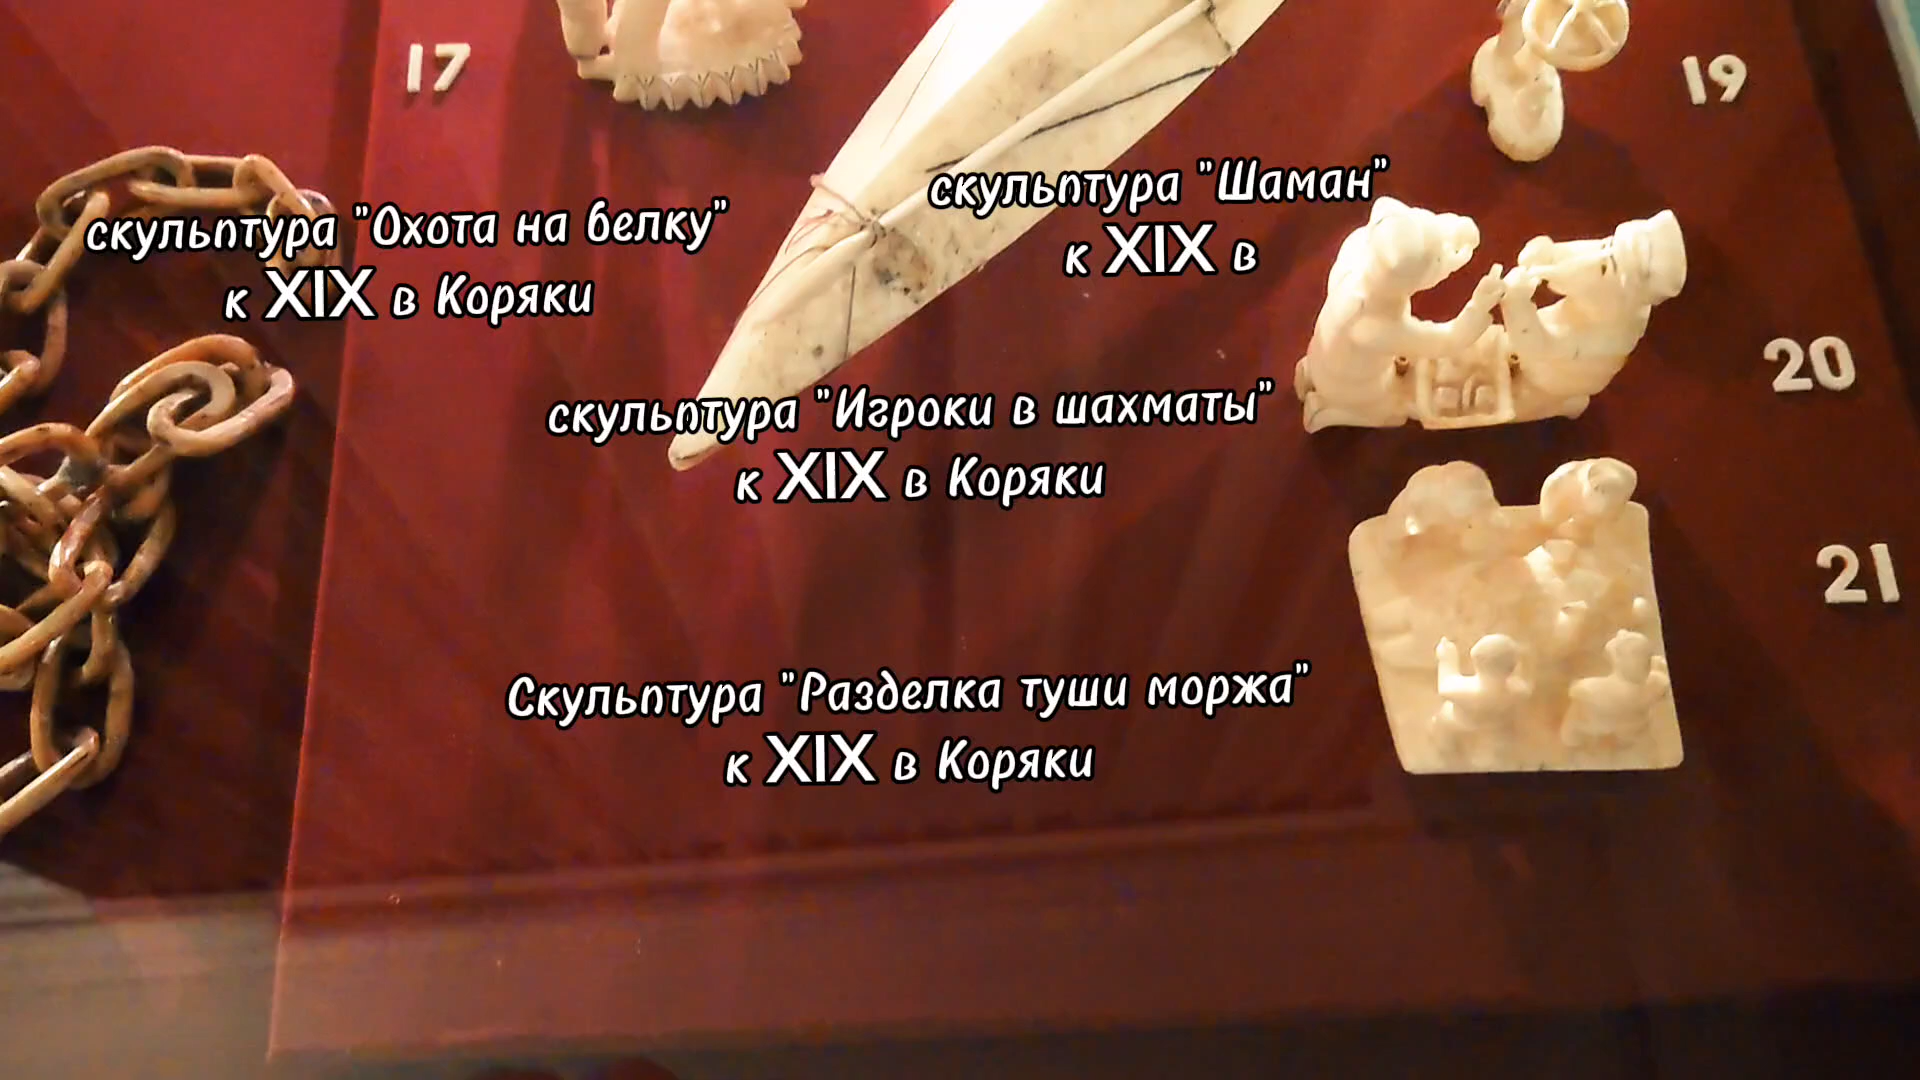 17
19
скульптура "Шаман"
к XIX в
скульптура "Охота на белку"
к XIX в Коряки
20
скульптура "Игроки в шахматы"
к XIX в Коряки
21
Скульптура "Разделка туши моржа"
к XIX в Коряки